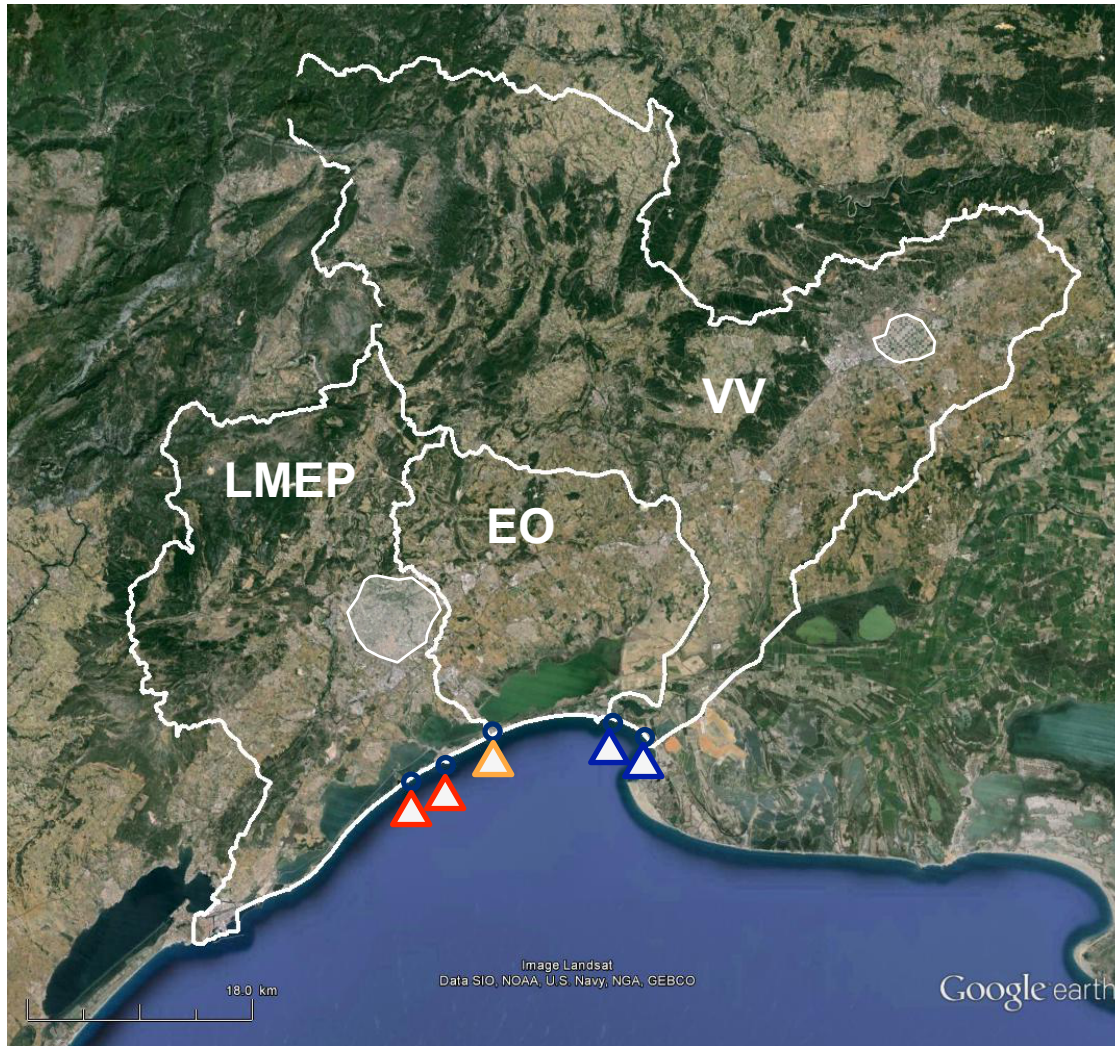 VV
LMEP
EO
Image Landsat
Data SIO, NOAA, U.S. Navy, NGA, GEBCO
18.0 km
Google earth